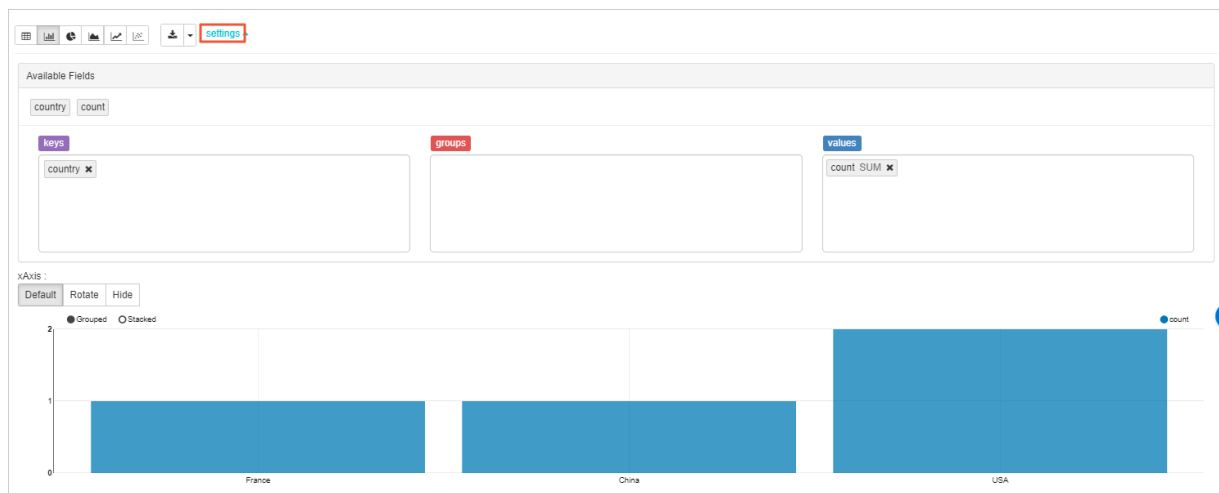 settings
Available Fields
country count
keys groups values
country ✖ count SUM ✖
xAxis :
Default Rotate Hide
Grouped Stacked count
2
1
0
France China USA